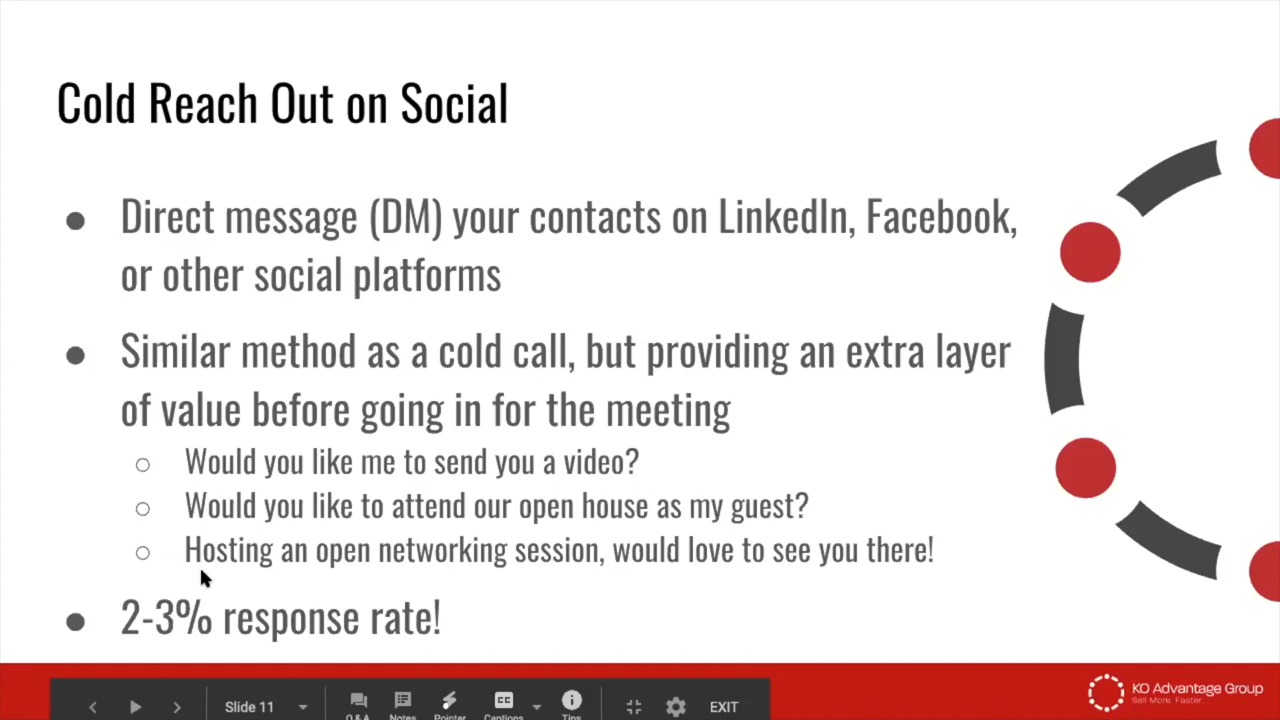 Cold Reach Out on Social
● Direct message (DM) your contacts on LinkedIn, Facebook,
or other social platforms
● Similar method as a cold call, but providing an extra layer
of value before going in for the meeting
○ Would you like me to send you a video?
○ Would you like to attend our open house as my guest?
○ Hosting an open networking session, would love to see you there!
● 2-3% response rate!
KO Advantage Group
Sell More. Faster.
Slide 11
CC
EXIT
Q&A Notes Pointer Captions Tips